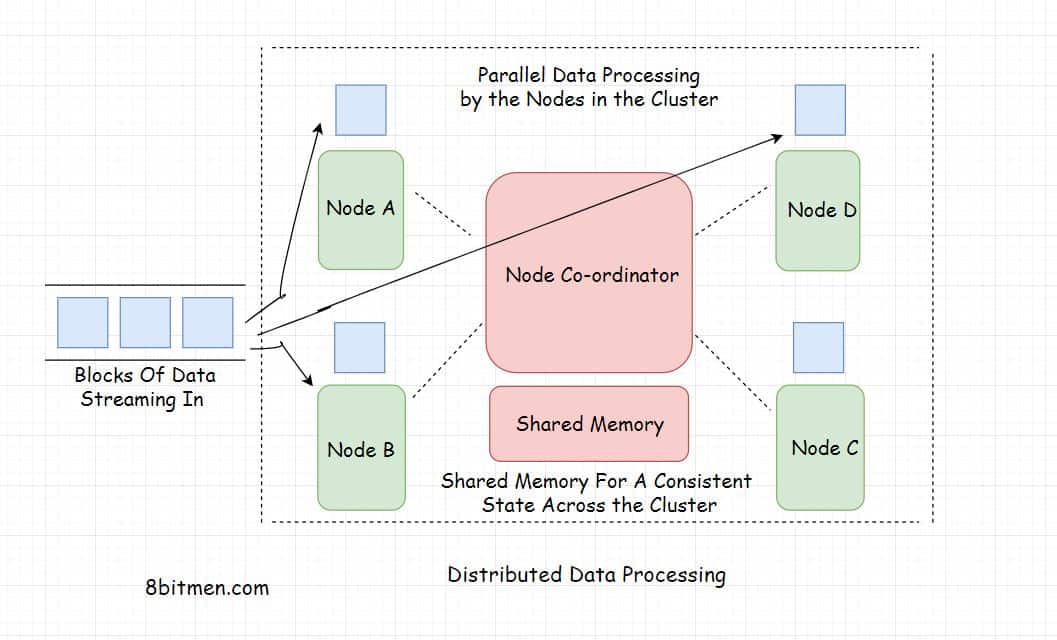 Parallel Data Processing
by the Nodes in the Cluster
Node A
Node D
Node Co-ordinator
Blocks Of Data
Streaming In
Node B
Shared Memory
Node C
Shared Memory For A Consistent
State Across the Cluster
Distributed Data Processing
8bitmen.com